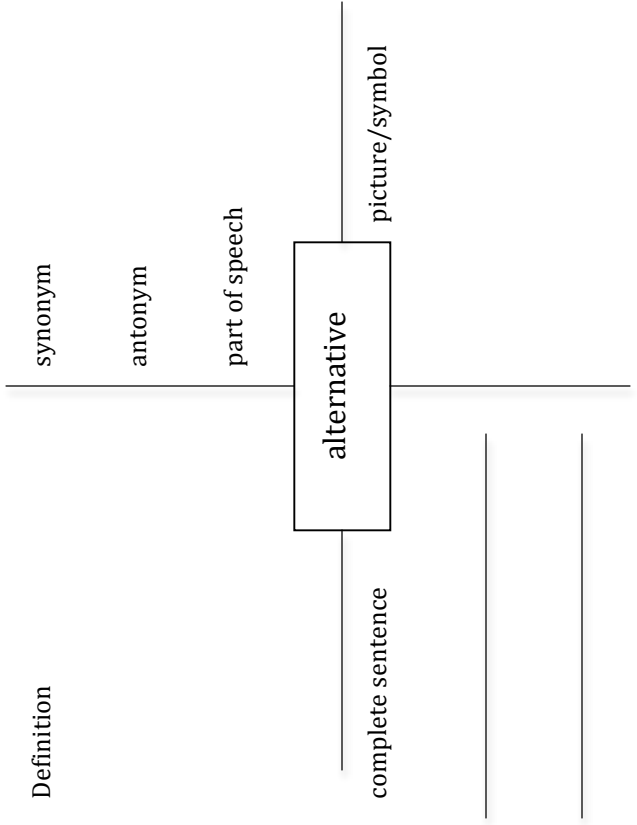 Definition
synonym
antonym
part of speech
alternative
complete sentence
picture/symbol